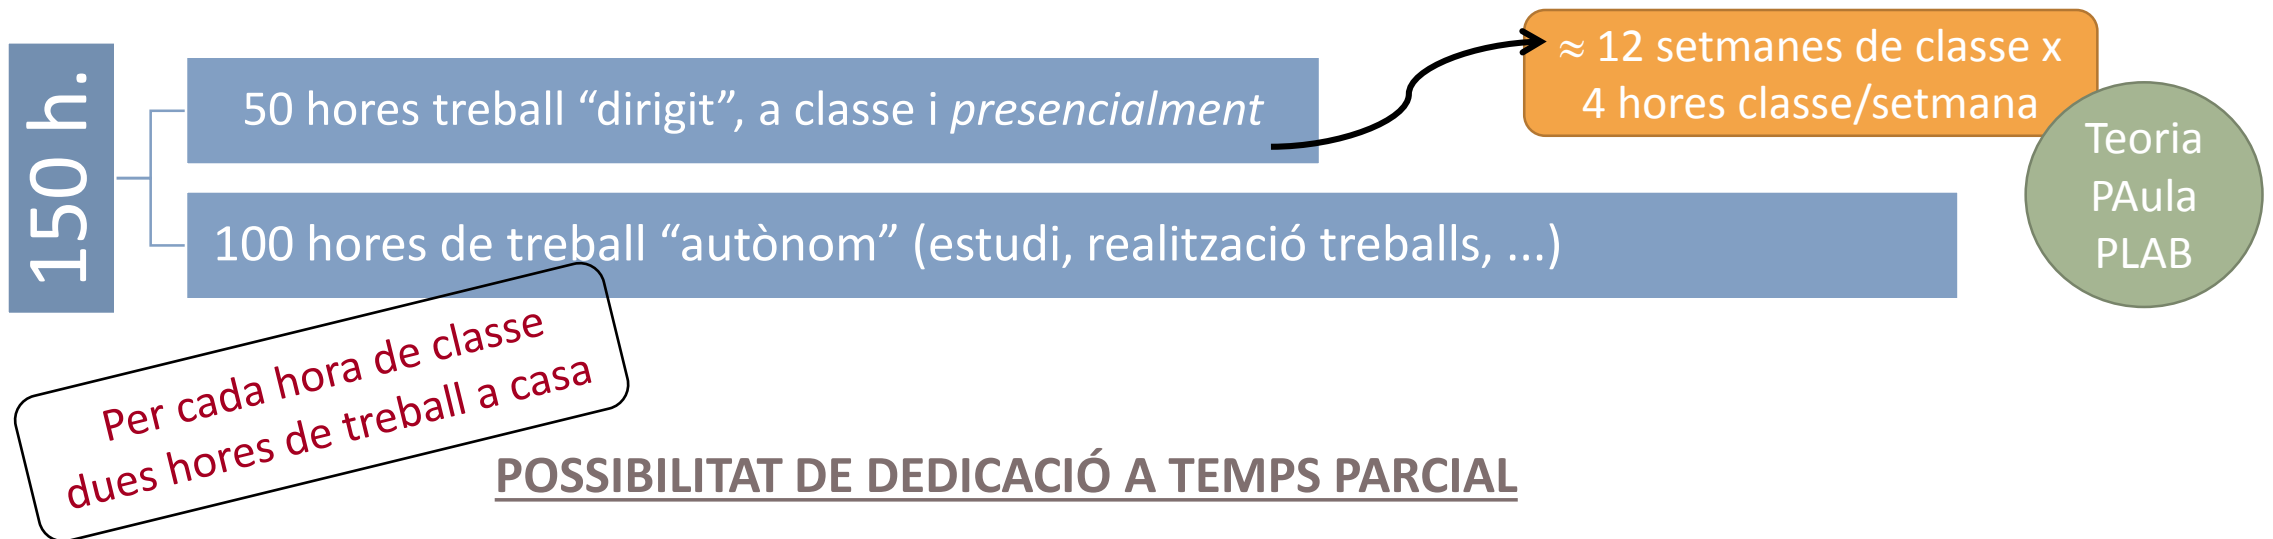 150 h.
50 hores treball “dirigit”, a classe i presencialment
≈ 12 setmanes de classe x
4 hores classe/setmana
Teoria
PAula
PLAB
100 hores de treball “autònom” (estudi, realització treballs, ...)
Per cada hora de classe
dues hores de treball a casa
POSSIBILITAT DE DEDICACIÓ A TEMPS PARCIAL